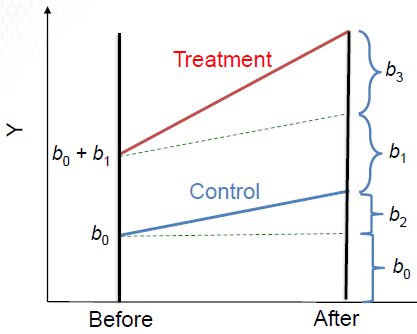 Treatment
b3
Y
b0 + b1
b1
Control
b2
b0
b0
Before
After